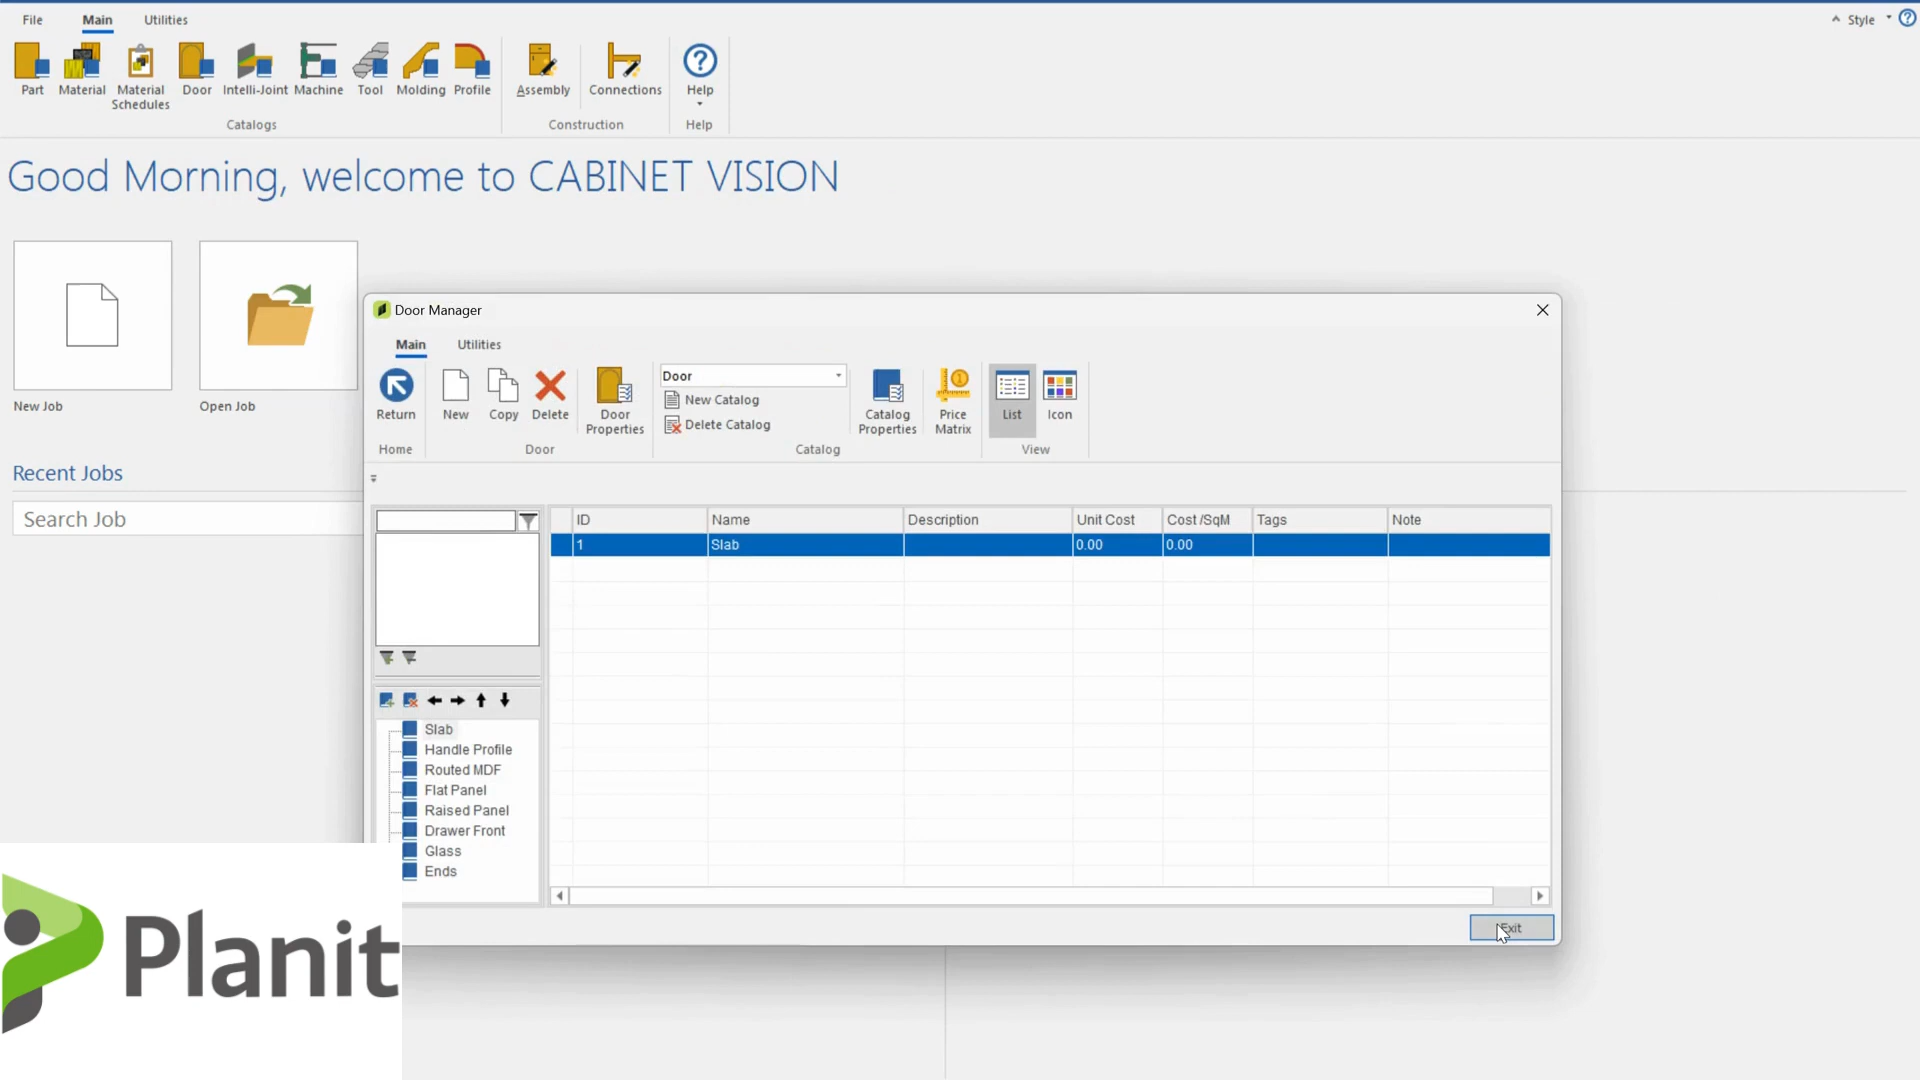 File Main Utilities Style
Part Material Material Schedules Door Intelli-Joint Machine Tool Molding Profile Assembly Connections Help
Catalogs Construction Help
Good Morning, welcome to CABINET VISION
New Job Open Job
Recent Jobs
Search Job
Door Manager
Main Utilities
Return New Copy Delete Door Properties
Door
New Catalog
Delete Catalog
Catalog Properties Price Matrix List Icon
Home Door Catalog View
ID Name Description Unit Cost Cost /SqM Tags Note
1 Slab 0.00 0.00
Slab
Handle Profile
Routed MDF
Flat Panel
Raised Panel
Drawer Front
Glass
Ends
Exit
Planit